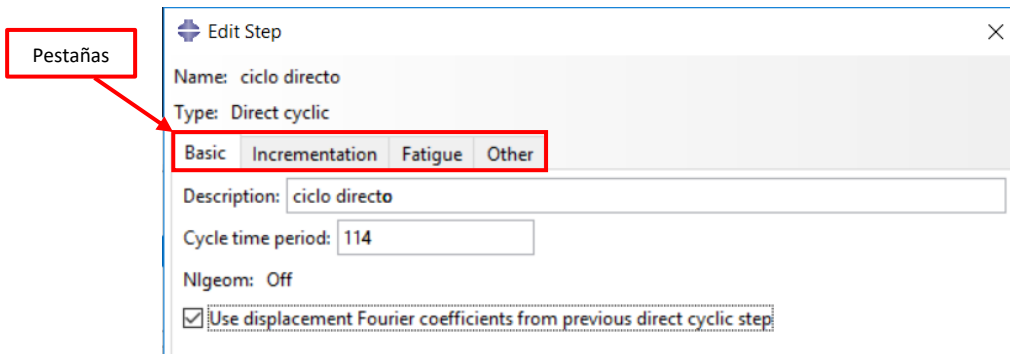 Pestañas
Edit Step
Name: ciclo directo
Type: Direct cyclic
Basic Incrementation Fatigue Other
Description: ciclo directo
Cycle time period: 114
Nlgeom: Off
Use displacement Fourier coefficients from previous direct cyclic step